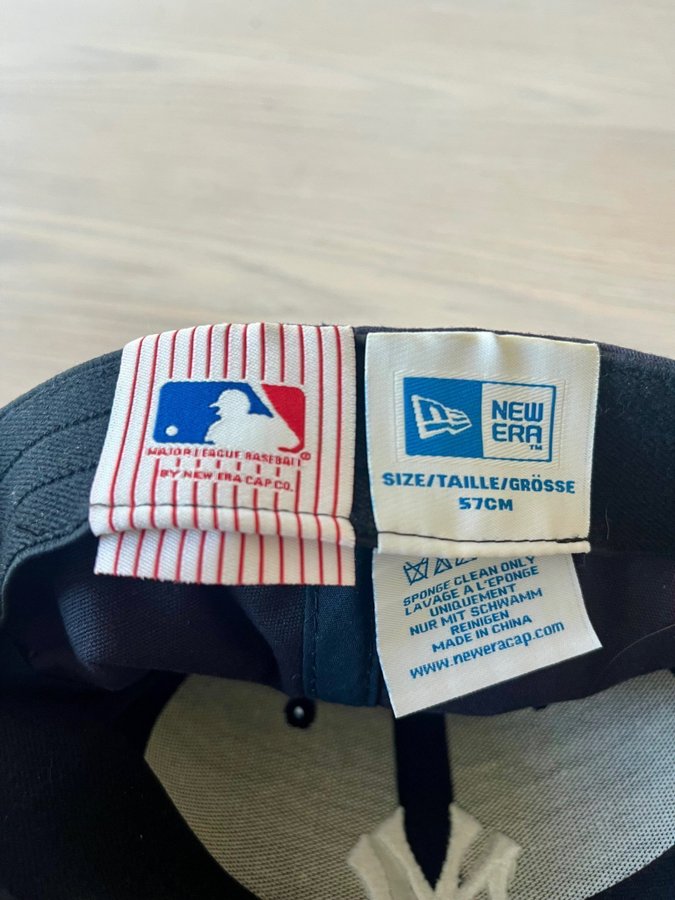 MAJOR LEAGUE BASEBALL®
BY NEW ERA CAP CO.
NEW
ERA™
SIZE/TAILLE/GRÖSSE
57CM
SPONGE CLEAN ONLY
LAVAGE A L'EPONGE
UNIQUEMENT
NUR MIT SCHWAMM
REINIGEN
MADE IN CHINA
www.neweracap.com